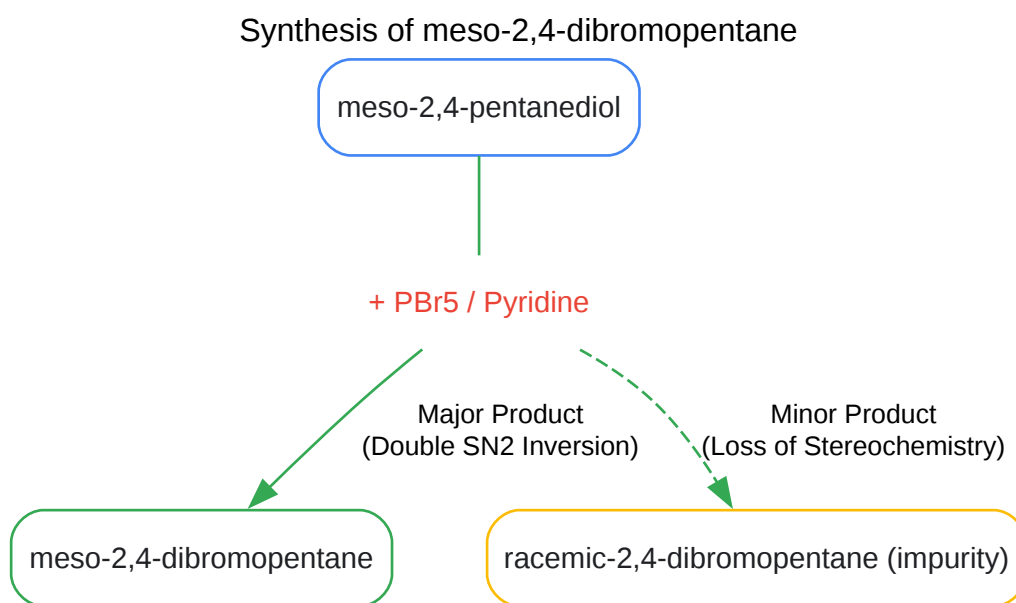 Synthesis of meso-2,4-dibromopentane
meso-2,4-pentanediol
+ PBr5 / Pyridine
Major Product
(Double SN2 Inversion)
Minor Product
(Loss of Stereochemistry)
meso-2,4-dibromopentane
racemic-2,4-dibromopentane (impurity)